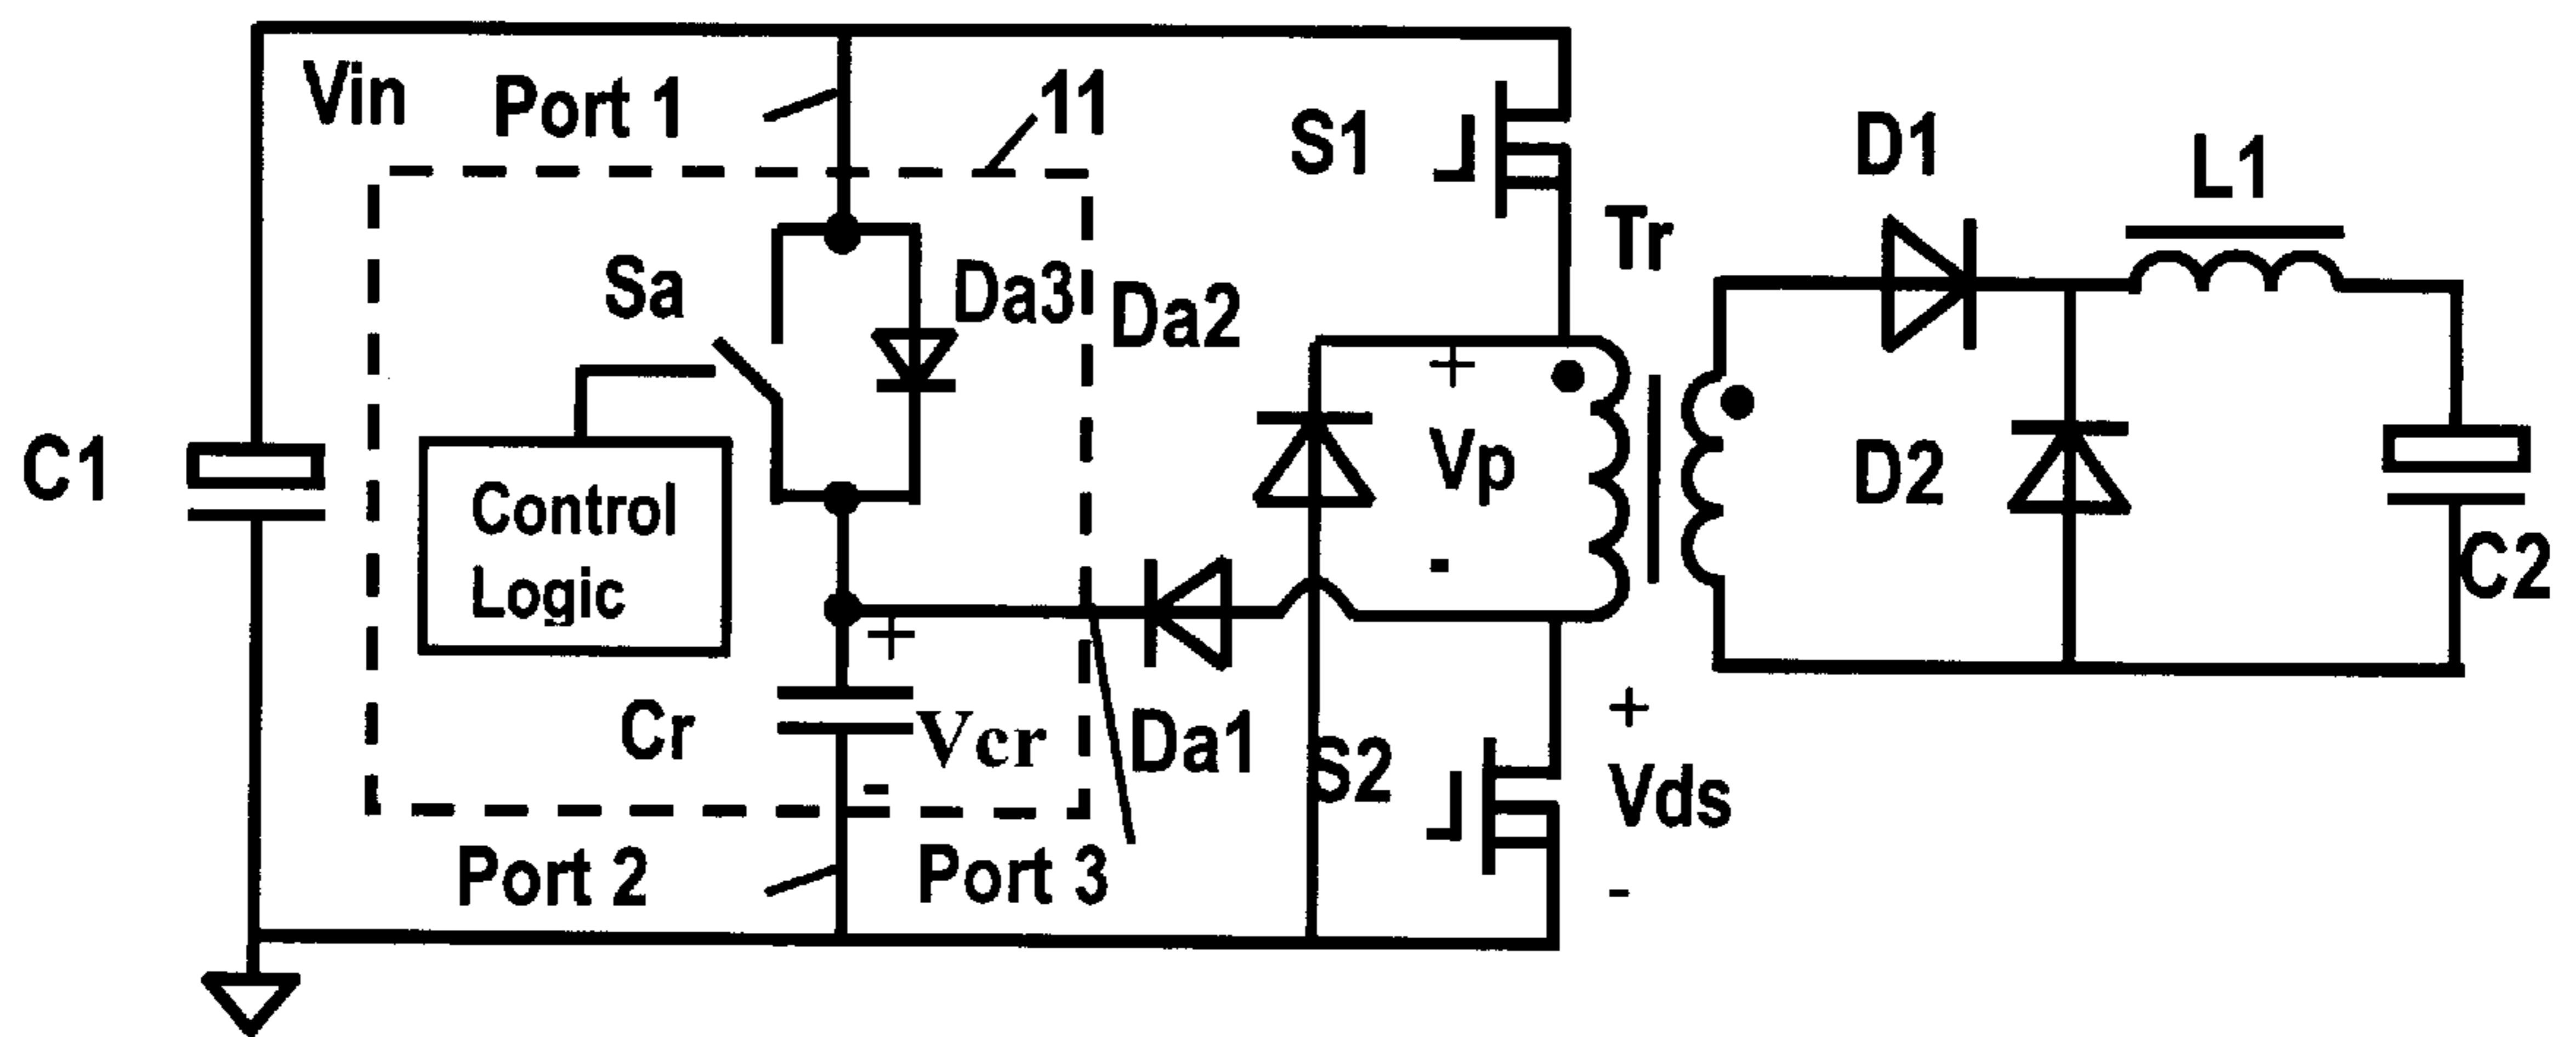 Vin
Port 1
11
S1
D1
L1
Tr
Sa
Da3
Da2
+
C1
Vp
D2
Control
Logic
-
C2
+
Cr
Vcr
Da1
S2
+
Vds
-
Port 2
Port 3
-